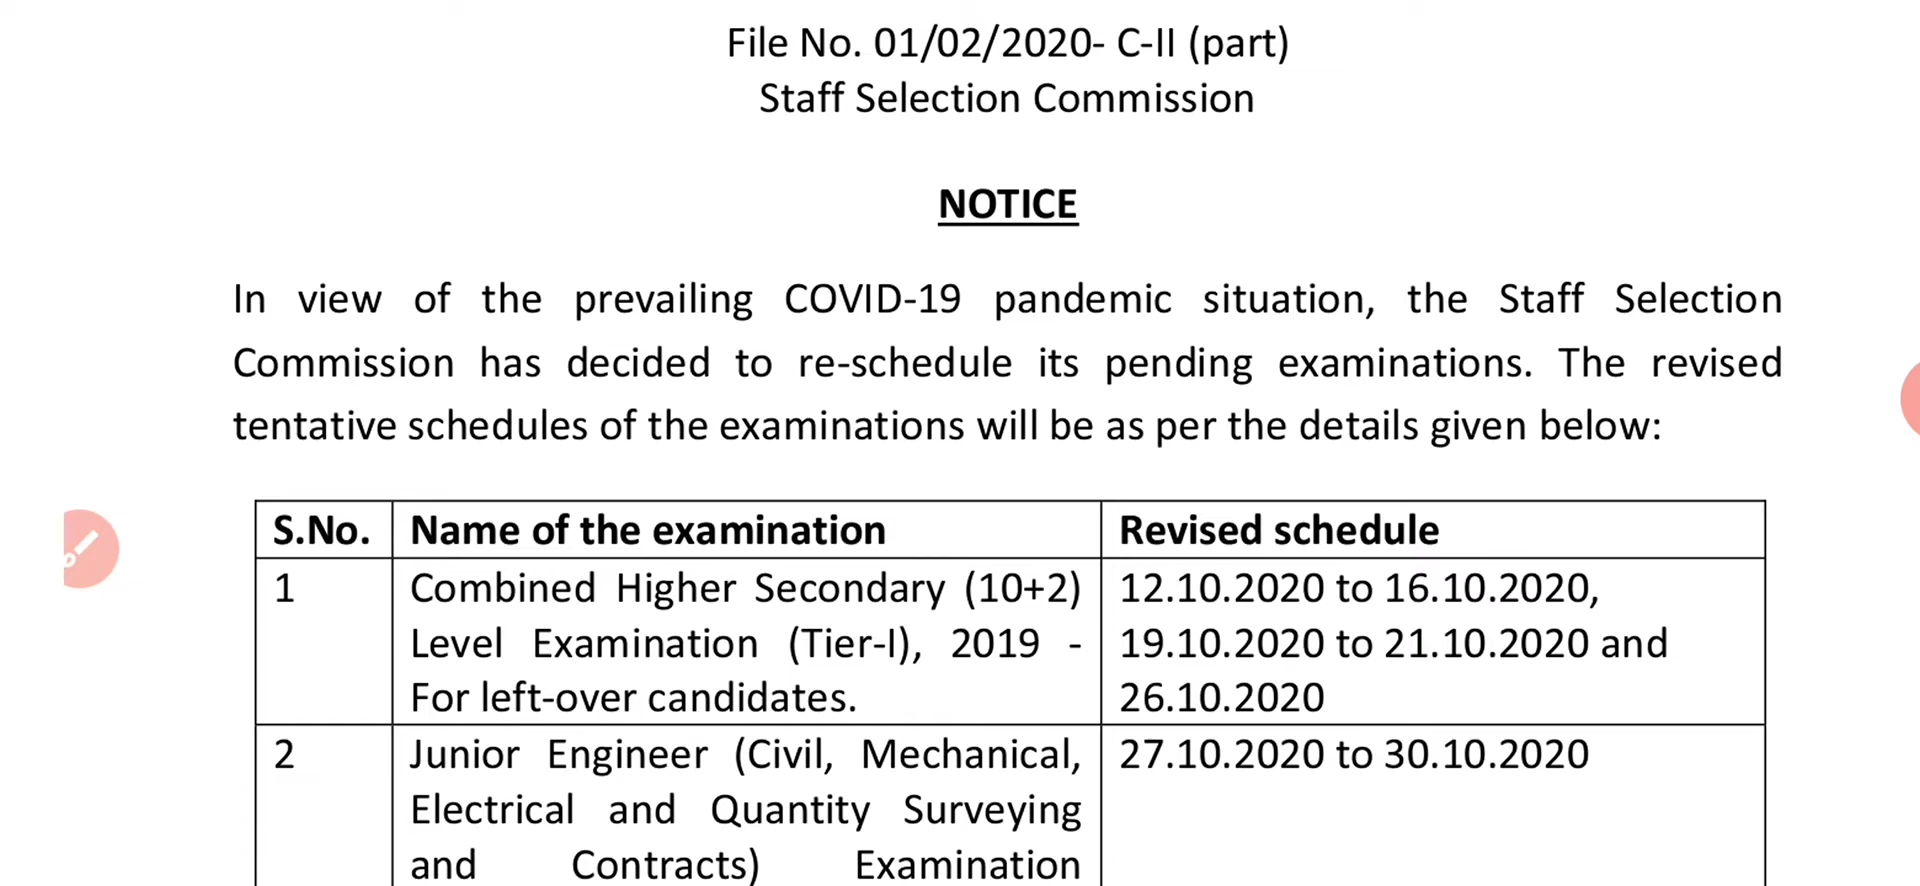 File No. 01/02/2020- C-II (part)
Staff Selection Commission
NOTICE
In view of the prevailing COVID-19 pandemic situation, the Staff Selection
Commission has decided to re-schedule its pending examinations. The revised
tentative schedules of the examinations will be as per the details given below:
S.No. Name of the examination Revised schedule
1 Combined Higher Secondary (10+2) 12.10.2020 to 16.10.2020,
Level Examination (Tier-I), 2019 - 19.10.2020 to 21.10.2020 and
For left-over candidates. 26.10.2020
2 Junior Engineer (Civil, Mechanical, 27.10.2020 to 30.10.2020
Electrical and Quantity Surveying
and Contracts) Examination